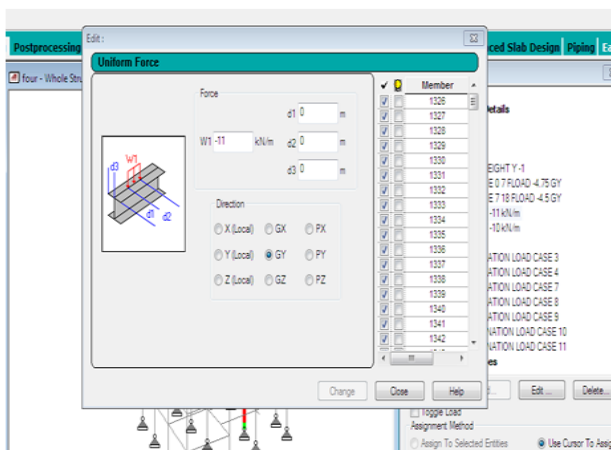 Edit :
Postprocessing
ced Slab Design
Piping
Ea
Uniform Force
four - Whole Stru
Force
d1 0 m
W1 -11 kN/m d2 0 m
d3 0 m
W1
d3
d1
d2
Direction
X (Local) GX PX
Y (Local) GY PY
Z (Local) GZ PZ
Member
1326
1327
1328
1329
1330
1331
1332
1333
1334
1335
1336
1337
1338
1339
1340
1341
1342
Change Close Help
etails
EIGHT Y -1
E 0.7 FLOAD -4.75 GY
E 7 18 FLOAD -4.5 GY
-11 kN/m
-10 kN/m
ATION LOAD CASE 3
ATION LOAD CASE 4
ATION LOAD CASE 7
ATION LOAD CASE 8
ATION LOAD CASE 9
NATION LOAD CASE 10
NATION LOAD CASE 11
es
Edit ... Delete...
Toggle Load
Assignment Method
Assign To Selected Entities Use Cursor To Assig